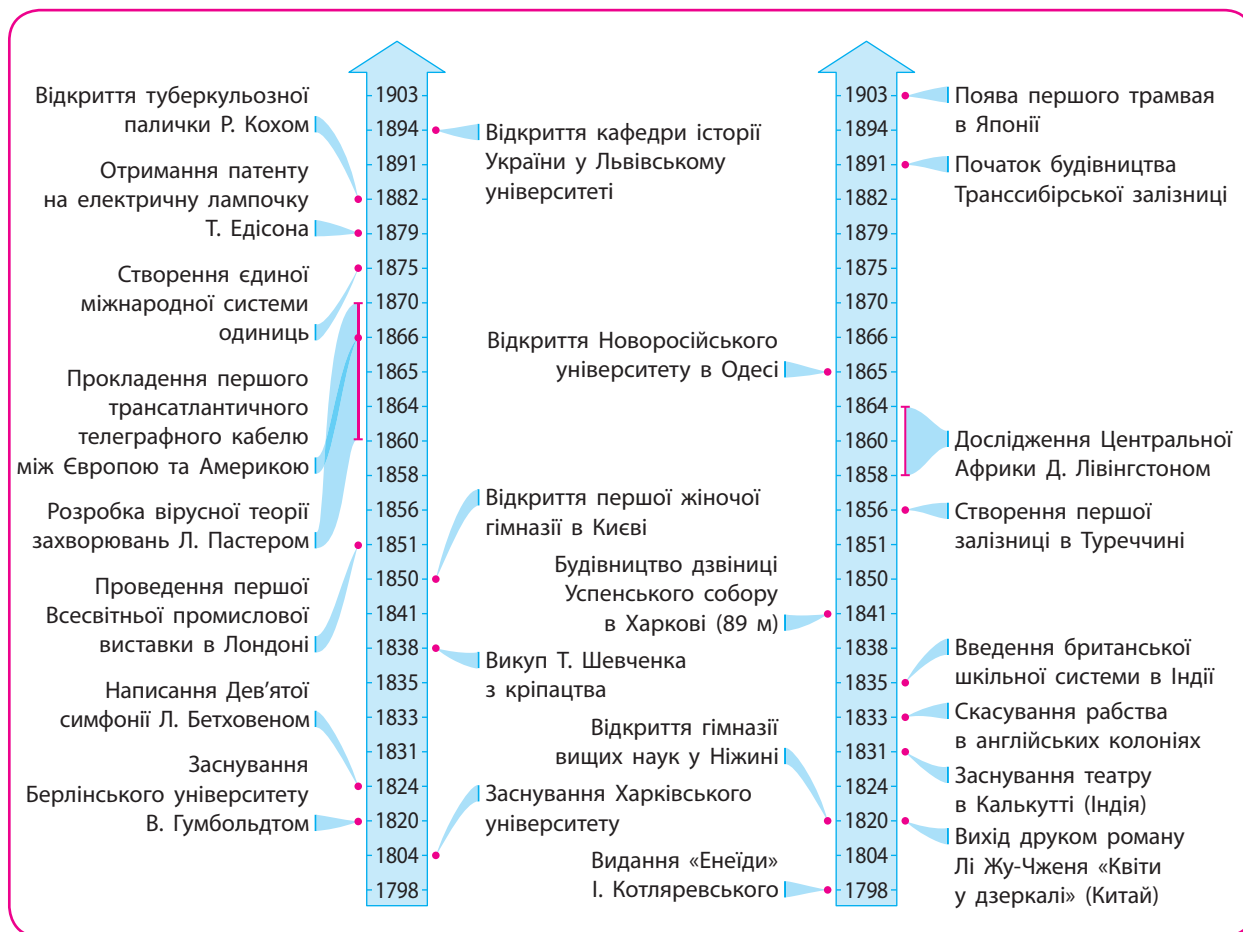 Відкриття туберкульозної
палички Р. Кохом
Отримання патенту
на електричну лампочку
Т. Едісона
Створення єдиної
міжнародної системи
одиниць
Прокладення першого
трансатлантичного
телеграфного кабелю
між Європою та Америкою
Розробка вірусної теорії
захворювань Л. Пастером
Проведення першої
Всесвітньої промислової
виставки в Лондоні
Написання Дев'ятої
симфонії Л. Бетховеном
Заснування
Берлінського університету
В. Гумбольдтом
1903
1894
1891
1882
1879
1875
1870
1866
1865
1864
1860
1858
1856
1851
1850
1841
1838
1835
1833
1831
1824
1820
1804
1798
Відкриття кафедри історії
України у Львівському
університеті
Відкриття Новоросійського
університету в Одесі
Відкриття першої жіночої
гімназії в Києві
Будівництво дзвіниці
Успенського собору
в Харкові (89 м)
Викуп Т. Шевченка
з кріпацтва
Відкриття гімназії
вищих наук у Ніжині
Заснування Харківського
університету
Видання «Енеїди»
І. Котляревського
1903
1894
1891
1882
1879
1875
1870
1866
1865
1864
1860
1858
1856
1851
1850
1841
1838
1835
1833
1831
1824
1820
1804
1798
Поява першого трамвая
в Японії
Початок будівництва
Транссибірської залізниці
Дослідження Центральної
Африки Д. Лівінгстоном
Створення першої
залізниці в Туреччині
Введення британської
шкільної системи в Індії
Скасування рабства
в англійських колоніях
Заснування театру
в Калькутті (Індія)
Вихід друком роману
Лі Жу-Чженя «Квіти
у дзеркалі» (Китай)